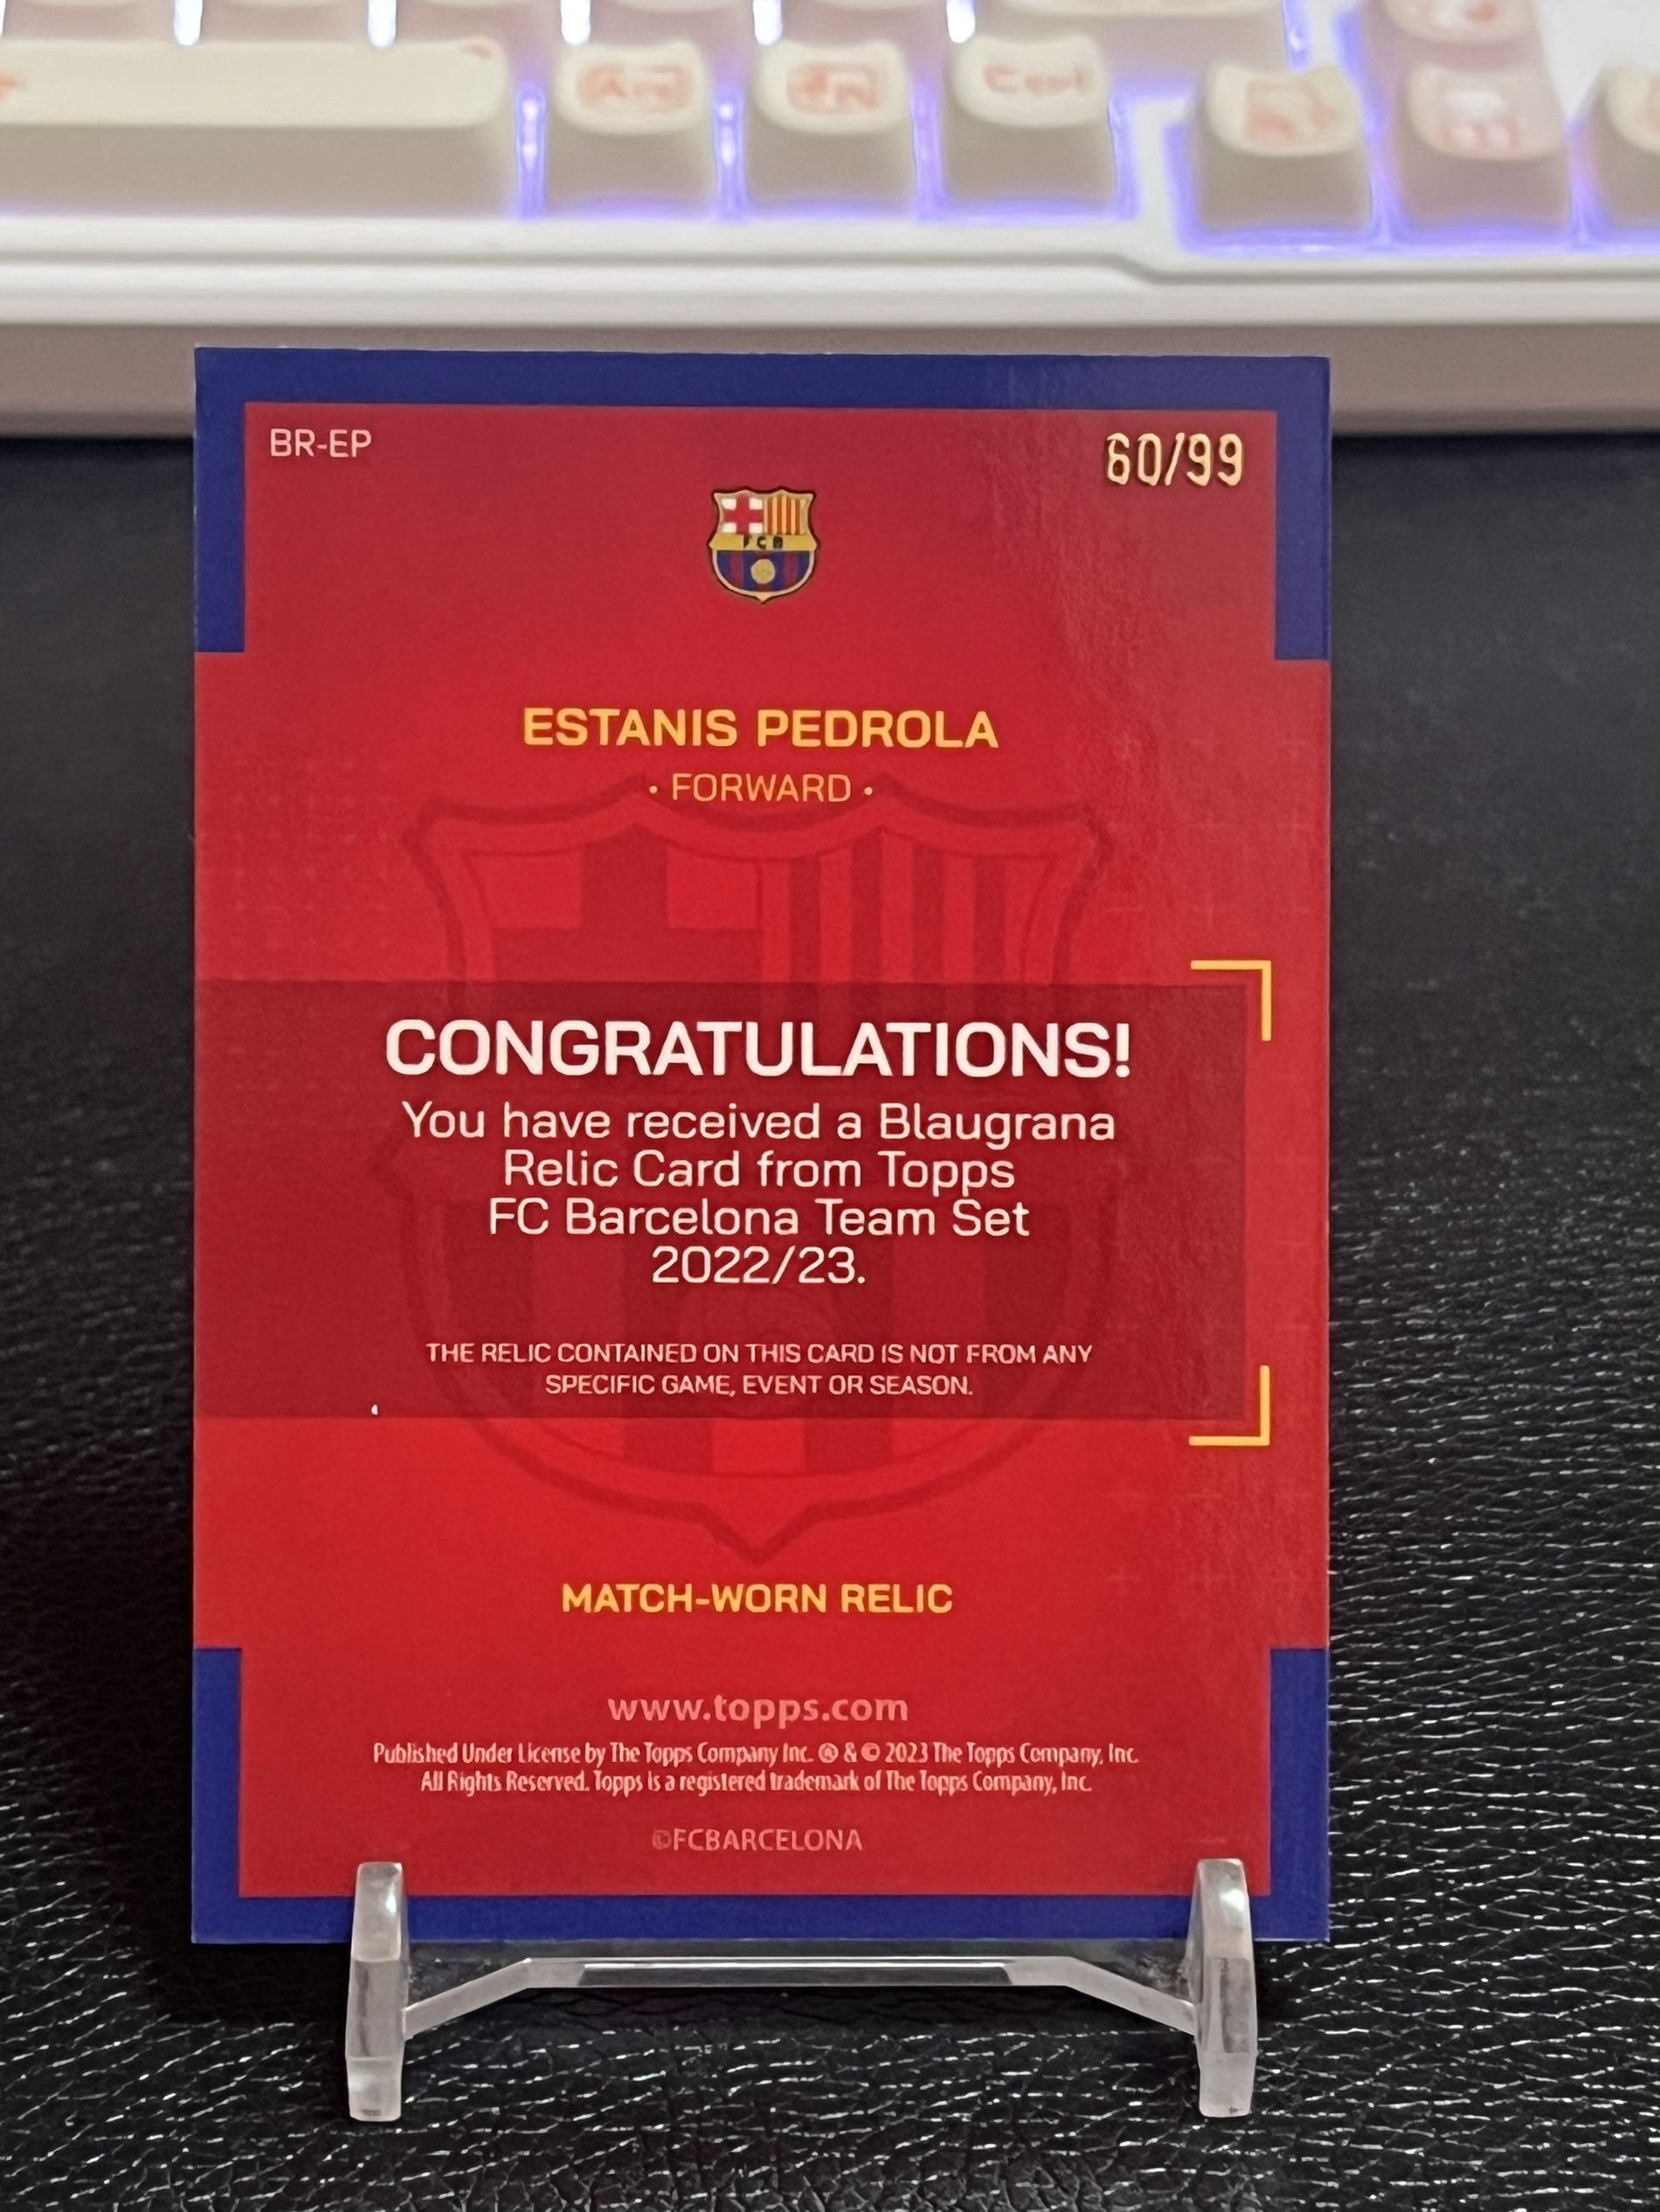 Ctrl
BR-EP
60/99
FCB
ESTANIS PEDROLA
• FORWARD •
CONGRATULATIONS!
You have received a Blaugrana
Relic Card from Topps
FC Barcelona Team Set
2022/23.
THE RELIC CONTAINED ON THIS CARD IS NOT FROM ANY
SPECIFIC GAME, EVENT OR SEASON.
MATCH-WORN RELIC
www.topps.com
Published Under License by The Topps Company Inc. ® & © 2023 The Topps Company, Inc.
All Rights Reserved. Topps is a registered trademark of The Topps Company, Inc.
©FCBARCELONA